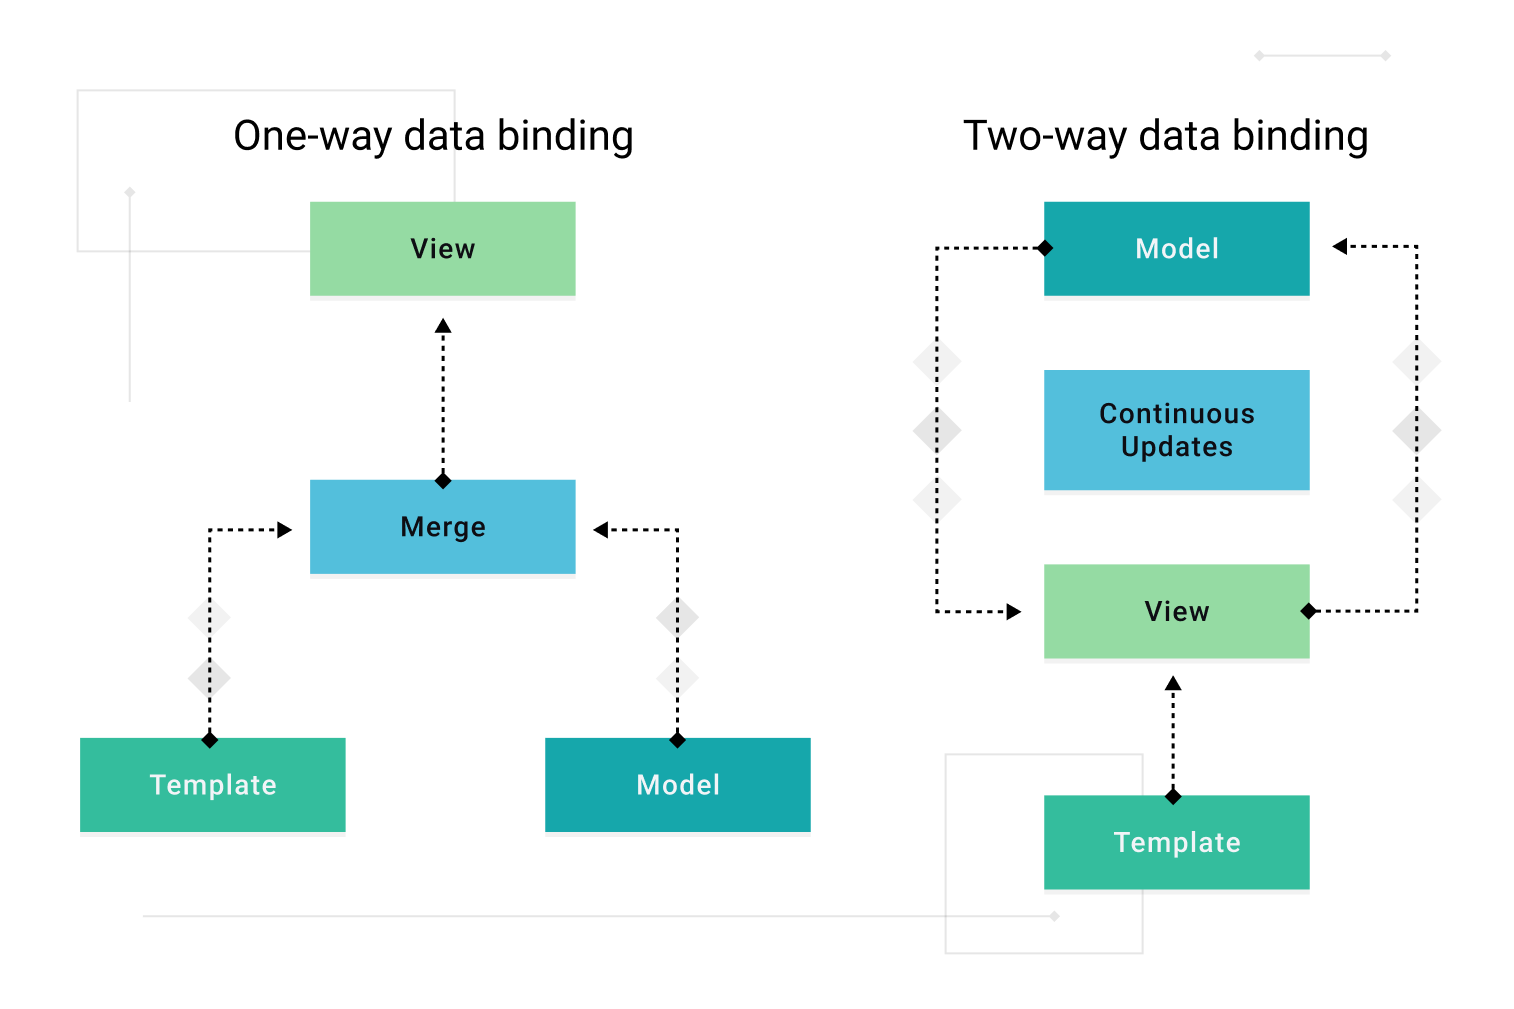 One-way data binding
View
Merge
Template
Model
Two-way data binding
Model
Continuous
Updates
View
Template